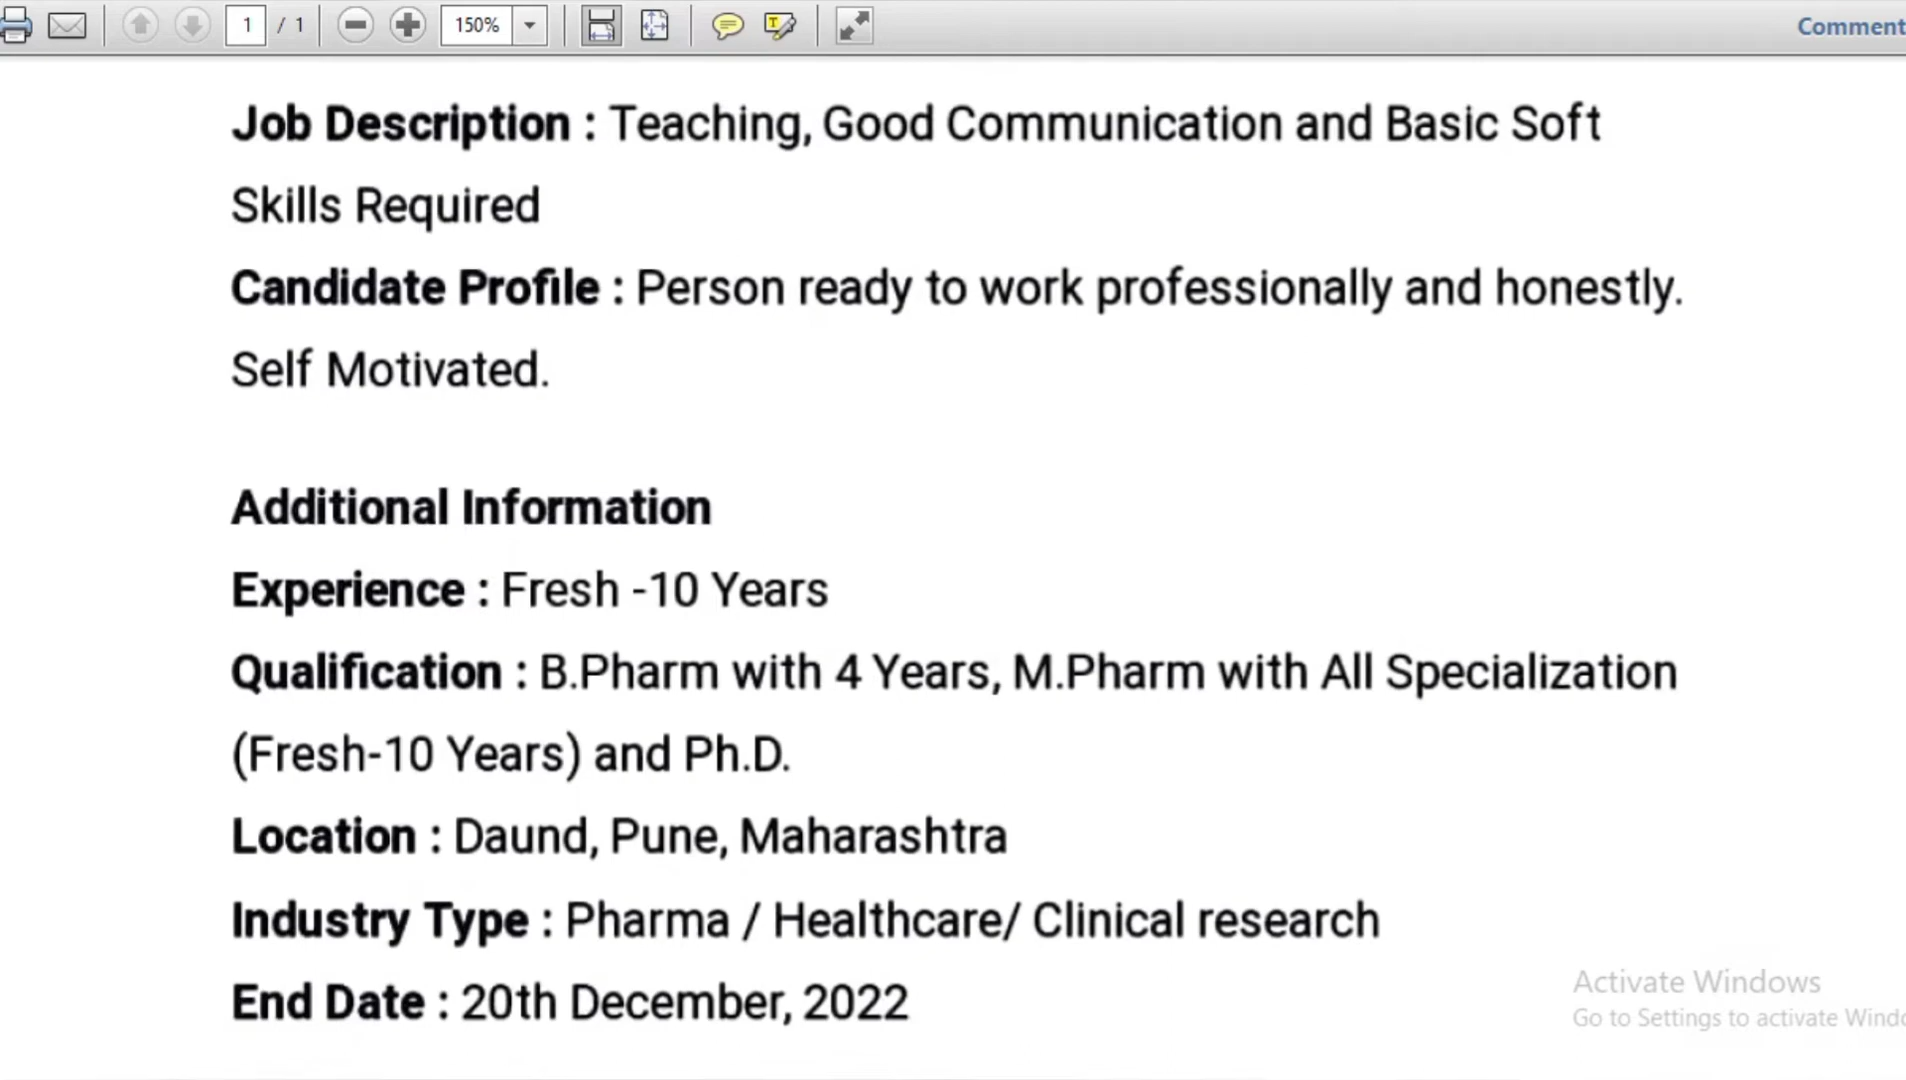 1 / 1 150% Comment
Job Description : Teaching, Good Communication and Basic Soft
Skills Required
Candidate Profile : Person ready to work professionally and honestly.
Self Motivated.
Additional Information
Experience : Fresh -10 Years
Qualification : B.Pharm with 4 Years, M.Pharm with All Specialization
(Fresh-10 Years) and Ph.D.
Location : Daund, Pune, Maharashtra
Industry Type : Pharma / Healthcare/ Clinical research
End Date : 20th December, 2022
Activate Windows
Go to Settings to activate Windo